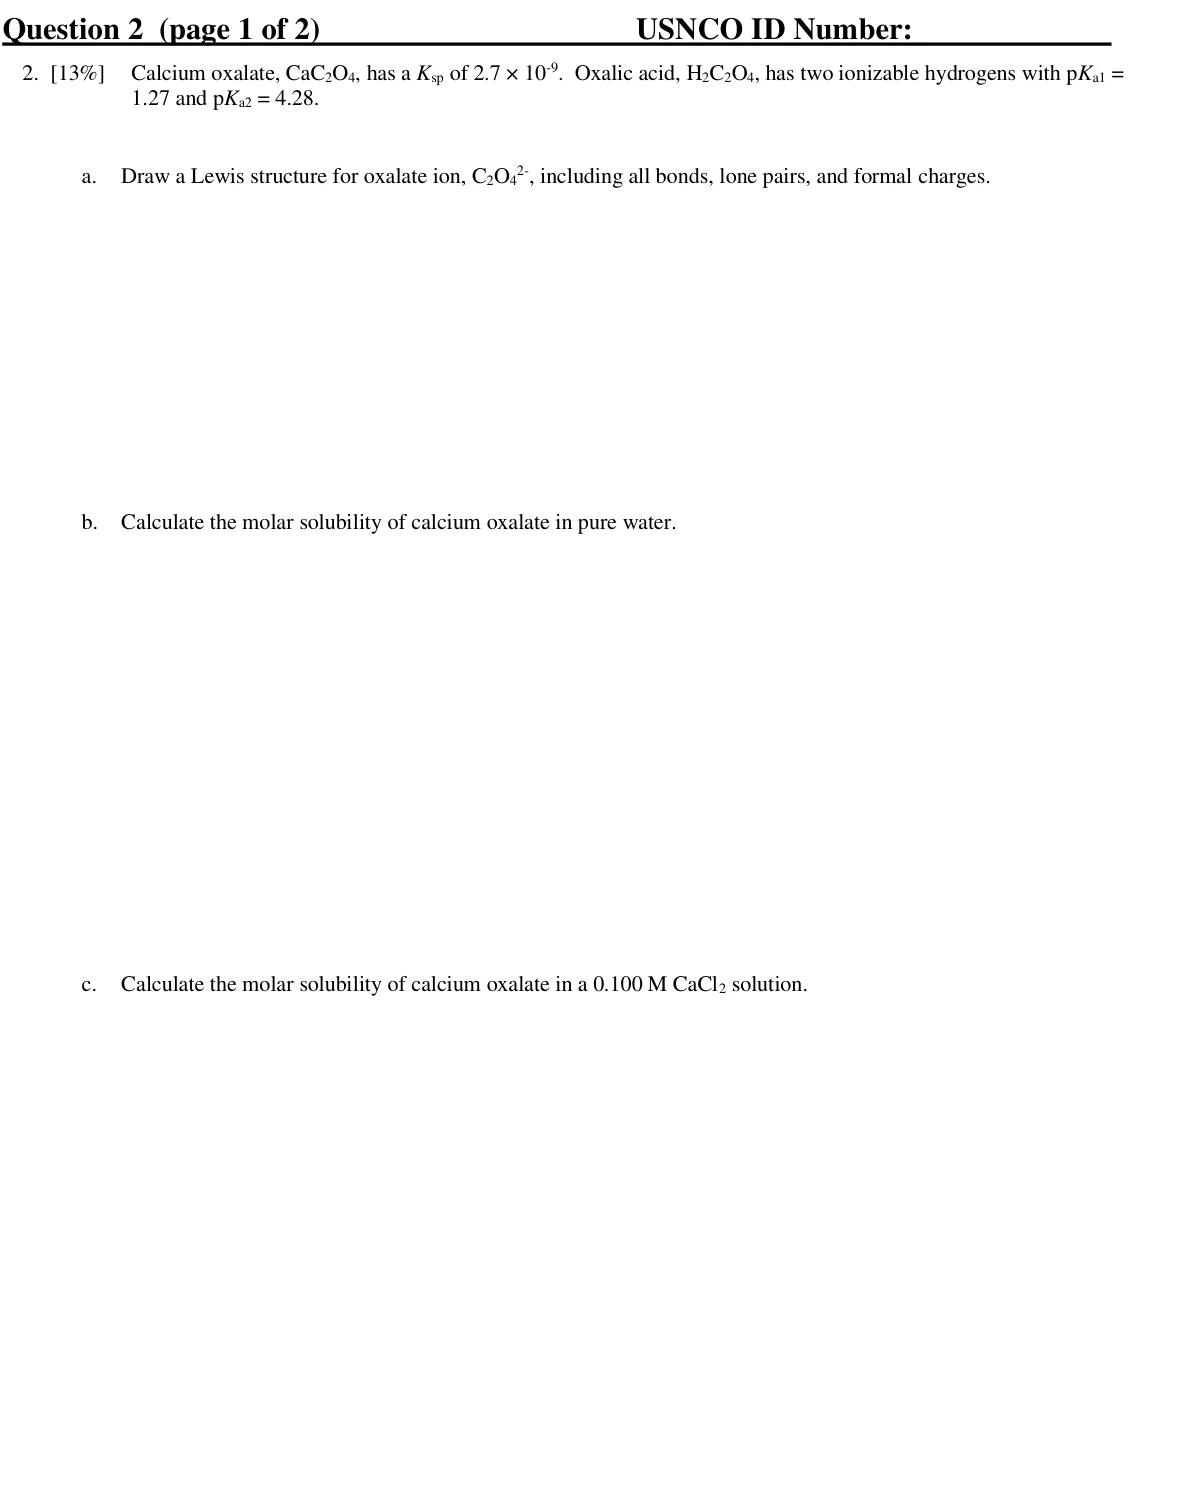 Question 2 (page 1 of 2) USNCO ID Number:
2. [13%] Calcium oxalate, CaC₂O₄, has a Ksp of 2.7 × 10⁻⁹. Oxalic acid, H₂C₂O₄, has two ionizable hydrogens with pKa1 =
1.27 and pKa2 = 4.28.
a. Draw a Lewis structure for oxalate ion, C₂O₄²⁻, including all bonds, lone pairs, and formal charges.
b. Calculate the molar solubility of calcium oxalate in pure water.
c. Calculate the molar solubility of calcium oxalate in a 0.100 M CaCl₂ solution.